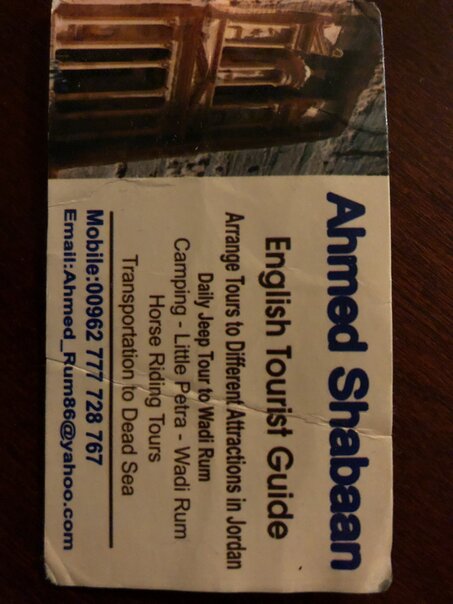 Ahmed Shabaan
English Tourist Guide
Arrange Tours to Different Attractions in Jordan
Daily Jeep Tour to Wadi Rum
Camping - Little Petra - Wadi Rum
Horse Riding Tours
Transportation to Dead Sea
Mobile:00962 777 728 767
Email:Ahmed_Rum86@yahoo.com